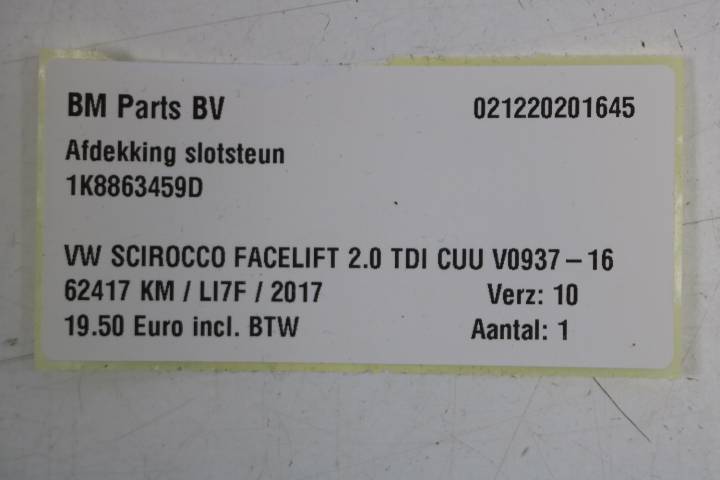 BM Parts BV 021220201645
Afdekking slotsteun
1K8863459D
VW SCIROCCO FACELIFT 2.0 TDI CUU V0937-16
62417 KM / LI7F / 2017 Verz: 10
19.50 Euro incl. BTW Aantal: 1